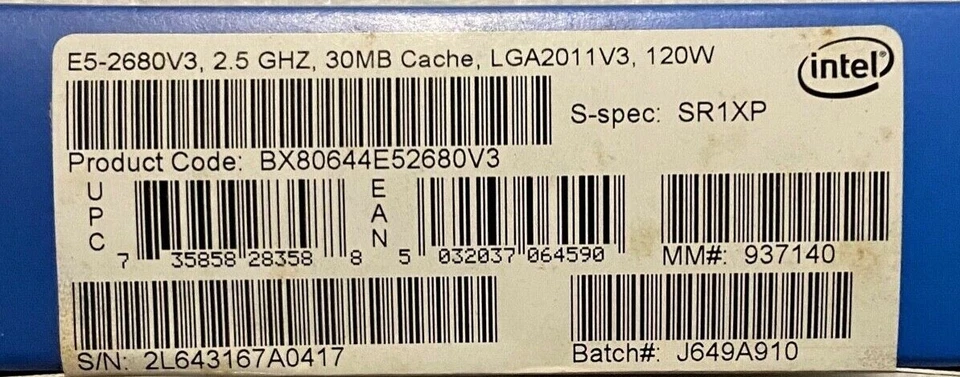 E5-2680V3, 2.5 GHZ, 30MB Cache, LGA2011V3, 120W
intel
S-spec: SR1XP
Product Code: BX80644E52680V3
UPC
7 35858 28358 8
EAN
5 032037 064590
MM#: 937140
S/N: 2L643167A0417
Batch#: J649A910